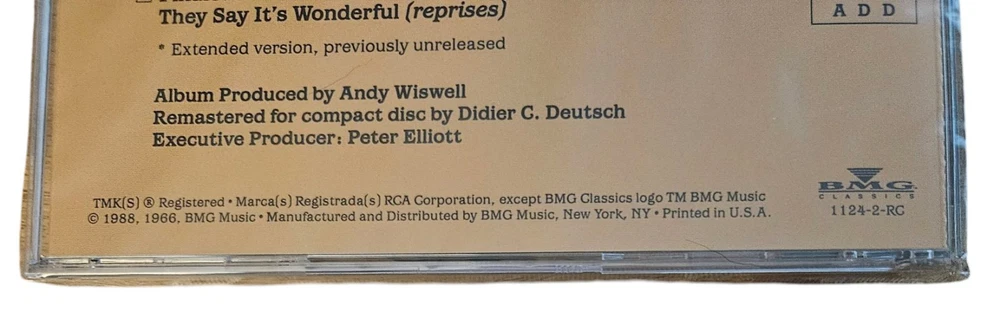 They Say It's Wonderful (reprises)
A D D
* Extended version, previously unreleased
Album Produced by Andy Wiswell
Remastered for compact disc by Didier C. Deutsch
Executive Producer: Peter Elliott
BMG
CLASSICS
1124-2-RC
TMK(S) ® Registered • Marca(s) Registrada(s) RCA Corporation, except BMG Classics logo TM BMG Music
© 1988, 1966, BMG Music • Manufactured and Distributed by BMG Music, New York, NY • Printed in U.S.A.